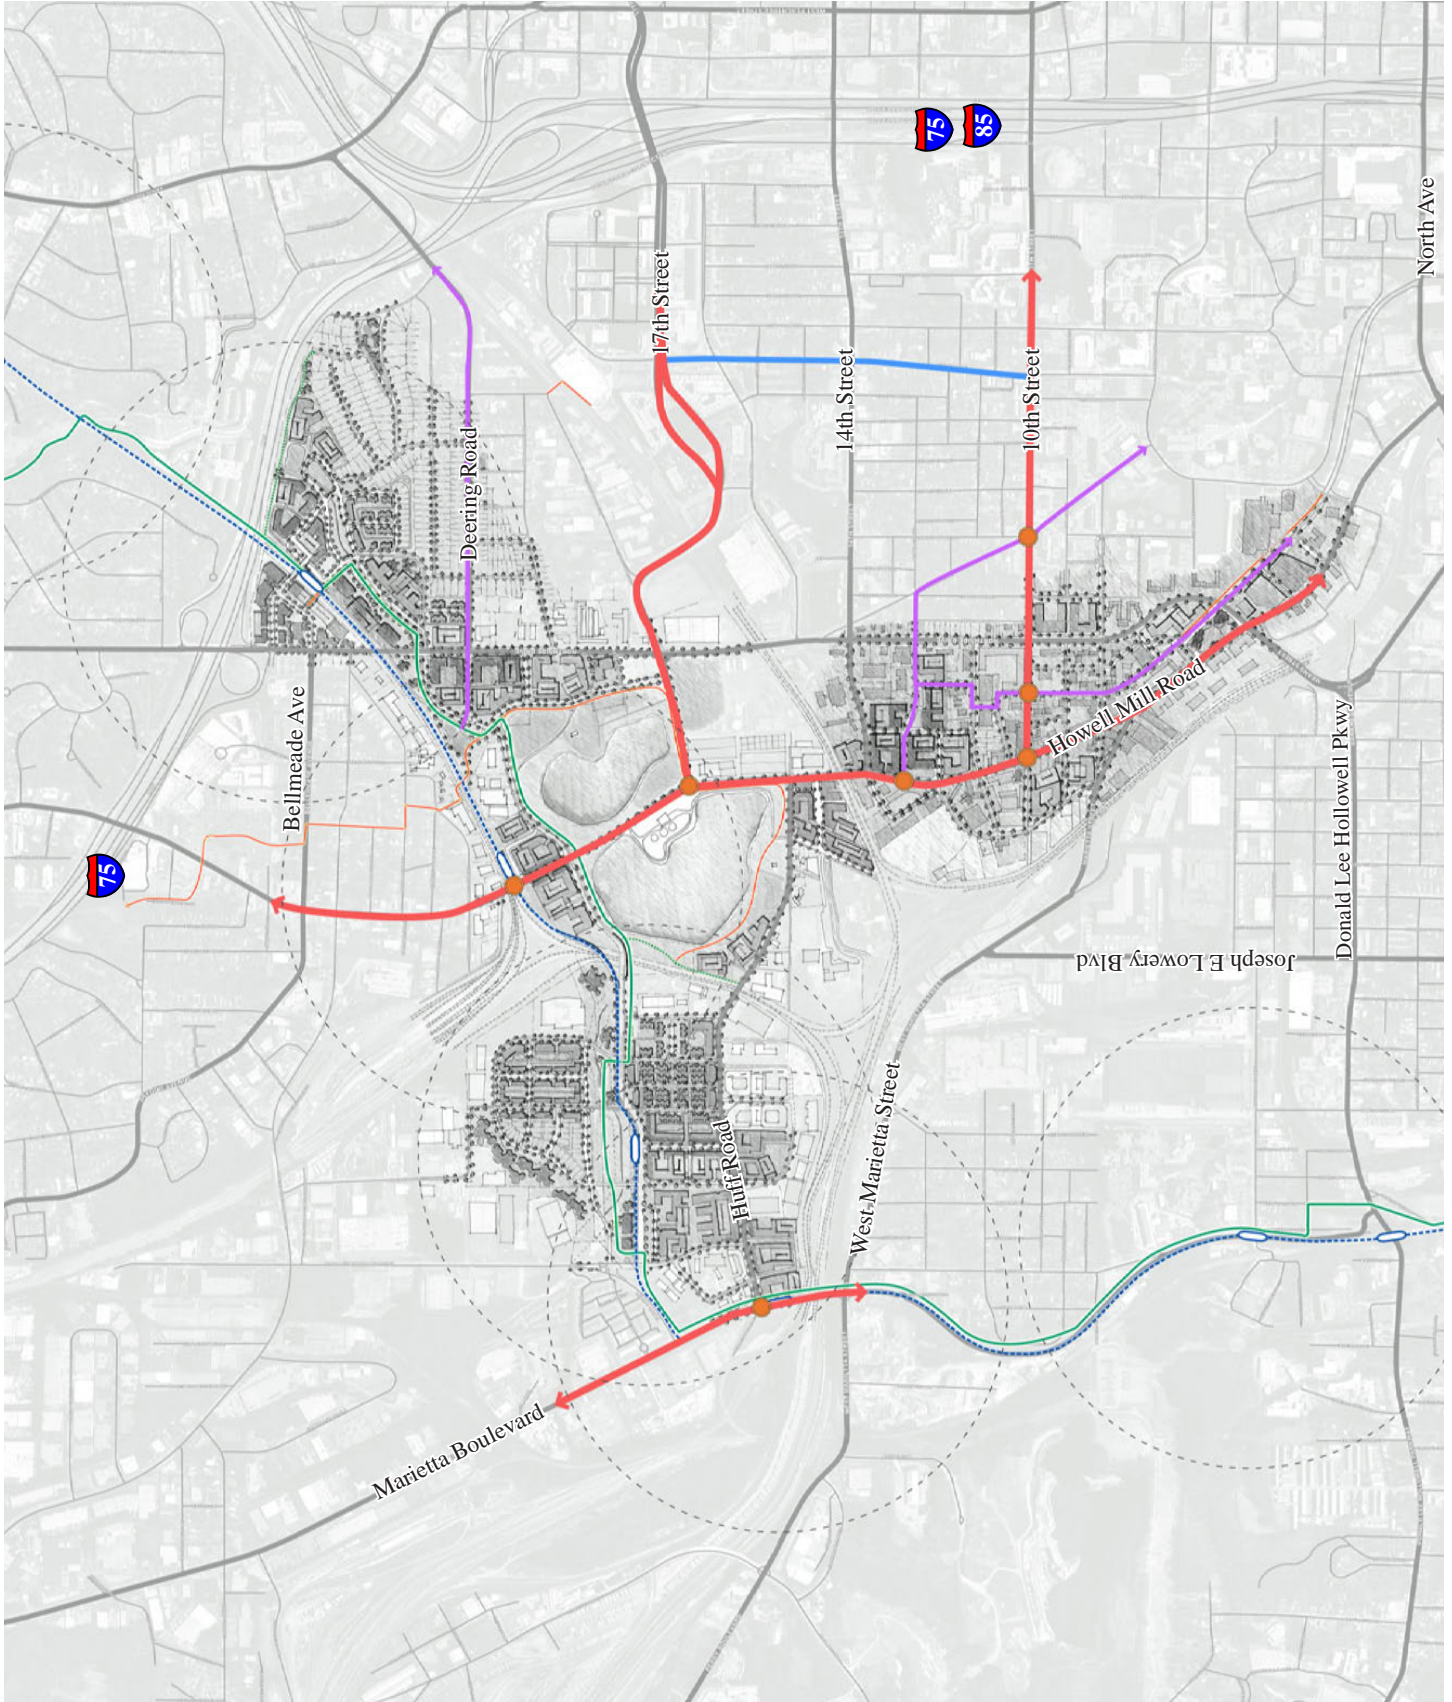 75
85
North Ave
17th Street
14th Street
10th Street
Deering Road
Howell Mill Road
Bellmeade Ave
75
Donald Lee Hollowell Pkwy
Joseph E Lowery Blvd
Huff Road
West Marietta Street
Marietta Boulevard